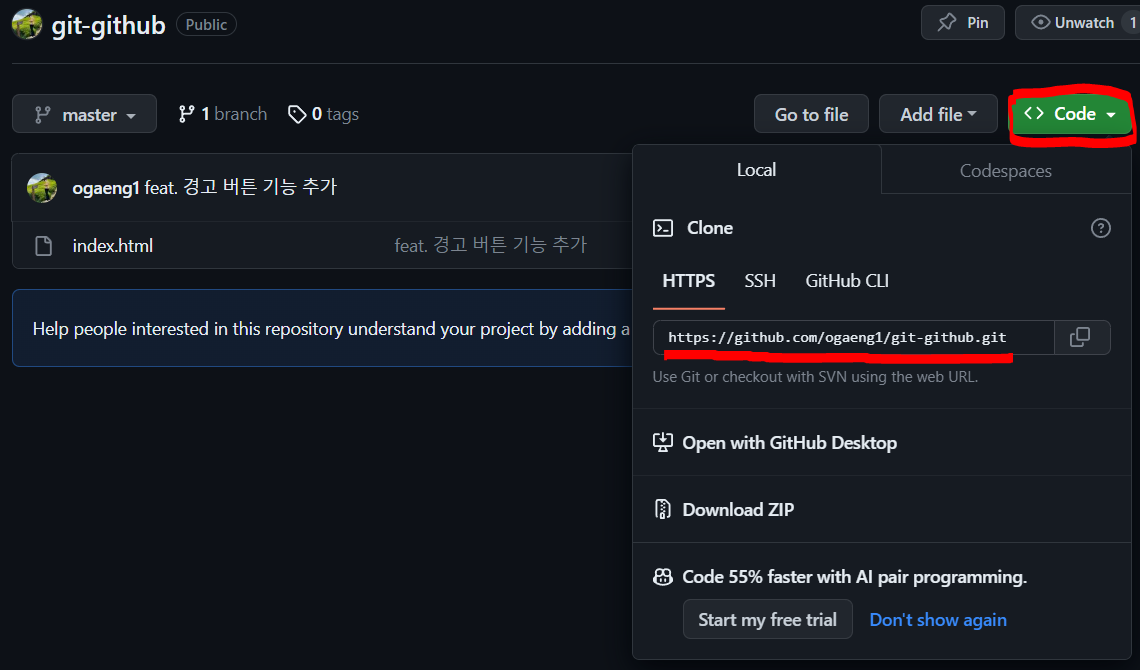 git-github Public Pin Unwatch 1
master 1 branch 0 tags Go to file Add file <> Code
ogaeng1 feat. 경고 버튼 기능 추가
index.html feat. 경고 버튼 기능 추가
Help people interested in this repository understand your project by adding a
Local Codespaces
Clone
HTTPS SSH GitHub CLI
https://github.com/ogaeng1/git-github.git
Use Git or checkout with SVN using the web URL.
Open with GitHub Desktop
Download ZIP
Code 55% faster with AI pair programming.
Start my free trial Don't show again